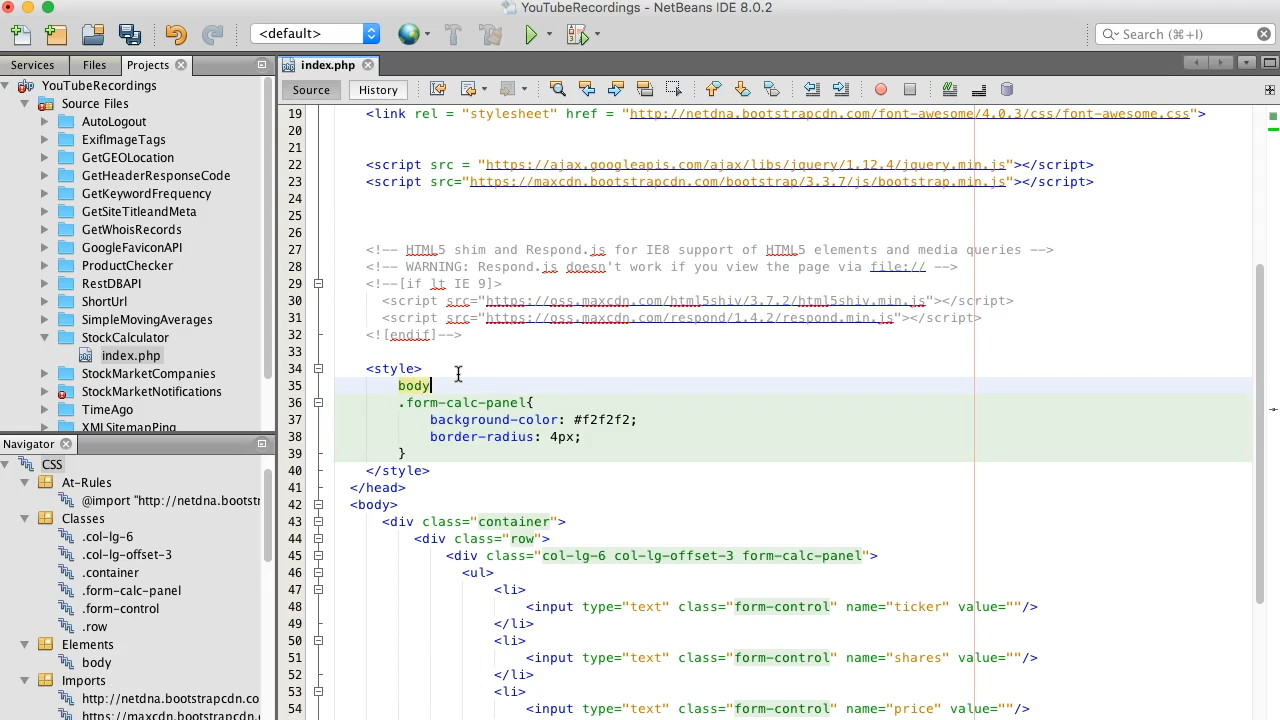 YouTubeRecordings - NetBeans IDE 8.0.2
<default>
Search (⌘+I)
Services
Files
Projects
YouTubeRecordings
Source Files
AutoLogout
ExifImageTags
GetGEOLocation
GetHeaderResponseCode
GetKeywordFrequency
GetSiteTitleandMeta
GetWhoisRecords
GoogleFaviconAPI
ProductChecker
RestDBAPI
ShortUrl
SimpleMovingAverages
StockCalculator
index.php
StockMarketCompanies
StockMarketNotifications
TimeAgo
XMLSitemapPing
Navigator
CSS
At-Rules
@import "http://netdna.bootstr
Classes
.col-lg-6
.col-lg-offset-3
.container
.form-calc-panel
.form-control
.row
Elements
body
Imports
http://netdna.bootstrapcdn.co
https://maxcdn.bootstrapcdn.
index.php
Source
History
19 <link rel = "stylesheet" href = "http://netdna.bootstrapcdn.com/font-awesome/4.0.3/css/font-awesome.css">
20
21
22 <script src = "https://ajax.googleapis.com/ajax/libs/jquery/1.12.4/jquery.min.js"></script>
23 <script src="https://maxcdn.bootstrapcdn.com/bootstrap/3.3.7/js/bootstrap.min.js"></script>
24
25
26
27 <!-- HTML5 shim and Respond.js for IE8 support of HTML5 elements and media queries -->
28 <!-- WARNING: Respond.js doesn't work if you view the page via file:// -->
29 <!--[if lt IE 9]>
30 <script src="https://oss.maxcdn.com/html5shiv/3.7.2/html5shiv.min.js"></script>
31 <script src="https://oss.maxcdn.com/respond/1.4.2/respond.min.js"></script>
32 <![endif]-->
33
34 <style>
35 body
36 .form-calc-panel{
37 background-color: #f2f2f2;
38 border-radius: 4px;
39 }
40 </style>
41 </head>
42 <body>
43 <div class="container">
44 <div class="row">
45 <div class="col-lg-6 col-lg-offset-3 form-calc-panel">
46 <ul>
47 <li>
48 <input type="text" class="form-control" name="ticker" value=""/>
49 </li>
50 <li>
51 <input type="text" class="form-control" name="shares" value=""/>
52 </li>
53 <li>
54 <input type="text" class="form-control" name="price" value=""/>